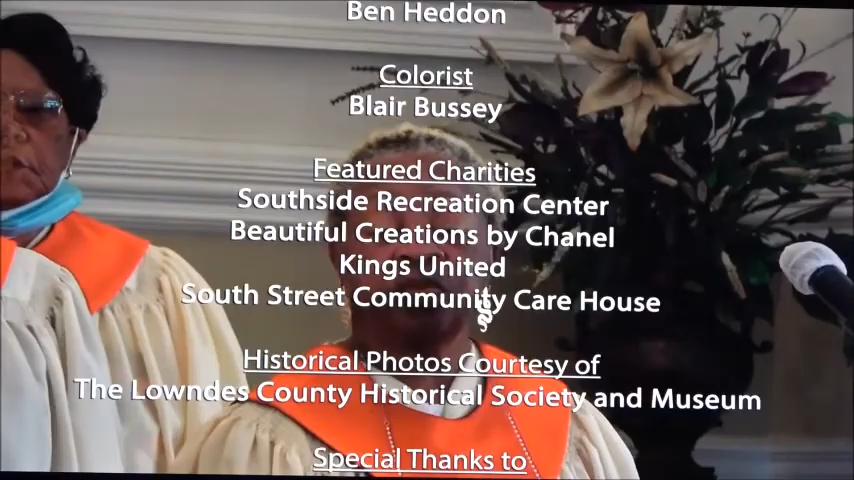 Ben Heddon
Colorist
Blair Bussey
Featured Charities
Southside Recreation Center
Beautiful Creations by Chanel
Kings United
South Street Community Care House
Historical Photos Courtesy of
The Lowndes County Historical Society and Museum
Special Thanks to